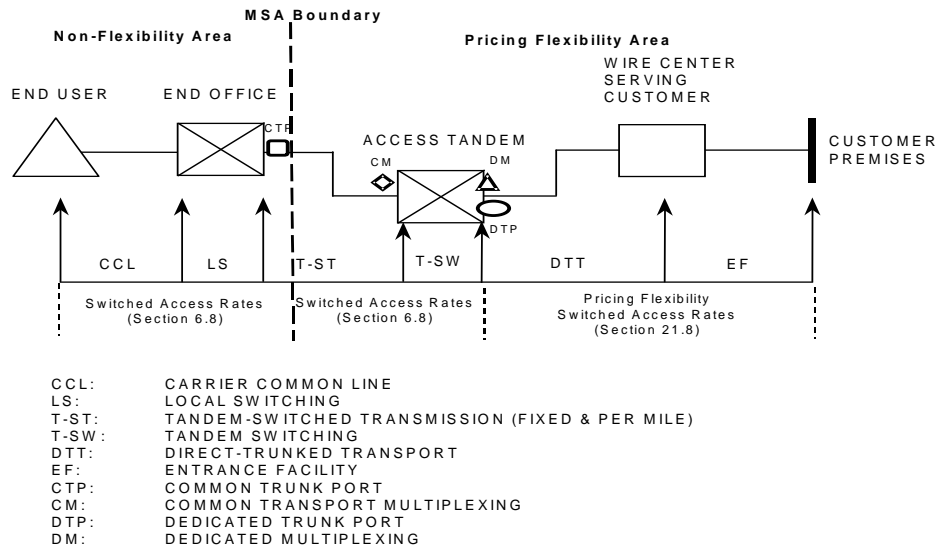 MSA Boundary
Non-Flexibility Area
Pricing Flexibility Area
WIRE CENTER
SERVING
CUSTOMER
END USER
END OFFICE
CTP
ACCESS TANDEM
CM
DM
CUSTOMER
PREMISES
DTP
CCL
LS
T-ST
T-SW
DTT
EF
Switched Access Rates
(Section 6.8)
Switched Access Rates
(Section 6.8)
Pricing Flexibility
Switched Access Rates
(Section 21.8)
CCL: CARRIER COMMON LINE
LS: LOCAL SWITCHING
T-ST: TANDEM-SWITCHED TRANSMISSION (FIXED & PER MILE)
T-SW: TANDEM SWITCHING
DTT: DIRECT-TRUNKED TRANSPORT
EF: ENTRANCE FACILITY
CTP: COMMON TRUNK PORT
CM: COMMON TRANSPORT MULTIPLEXING
DTP: DEDICATED TRUNK PORT
DM: DEDICATED MULTIPLEXING